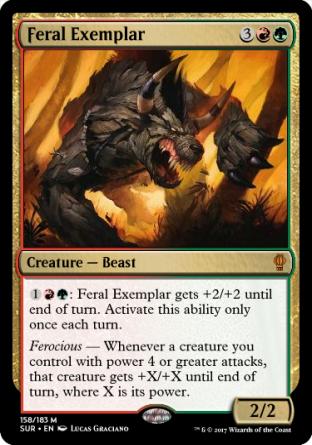 Feral Exemplar 3
Creature — Beast
1: Feral Exemplar gets +2/+2 until
end of turn. Activate this ability only
once each turn.
Ferocious — Whenever a creature you
control with power 4 or greater attacks,
that creature gets +X/+X until end of
turn, where X is its power.
2/2
158/183 M
SUR • EN LUCAS GRACIANO
™ & © 2017 Wizards of the Coast